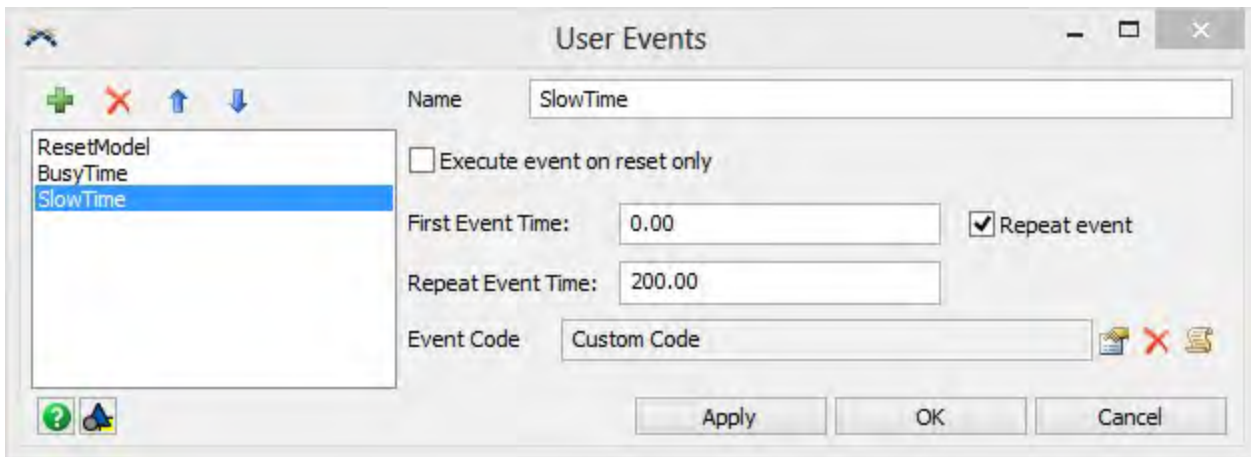 User Events
Name SlowTime
ResetModel
BusyTime
SlowTime
Execute event on reset only
First Event Time: 0.00 Repeat event
Repeat Event Time: 200.00
Event Code Custom Code
Apply OK Cancel